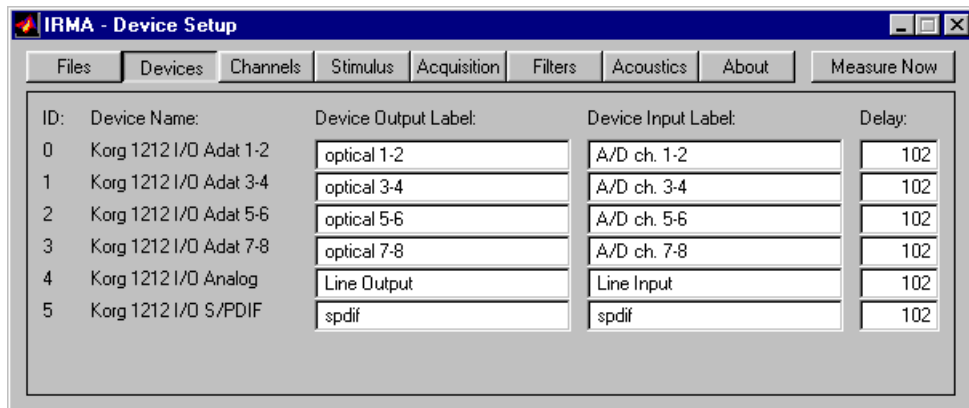 IRMA - Device Setup
Files Devices Channels Stimulus Acquisition Filters Acoustics About Measure Now
ID: Device Name: Device Output Label: Device Input Label: Delay:
0 Korg 1212 I/O Adat 1-2 optical 1-2 A/D ch. 1-2 102
1 Korg 1212 I/O Adat 3-4 optical 3-4 A/D ch. 3-4 102
2 Korg 1212 I/O Adat 5-6 optical 5-6 A/D ch. 5-6 102
3 Korg 1212 I/O Adat 7-8 optical 7-8 A/D ch. 7-8 102
4 Korg 1212 I/O Analog Line Output Line Input 102
5 Korg 1212 I/O S/PDIF spdif spdif 102